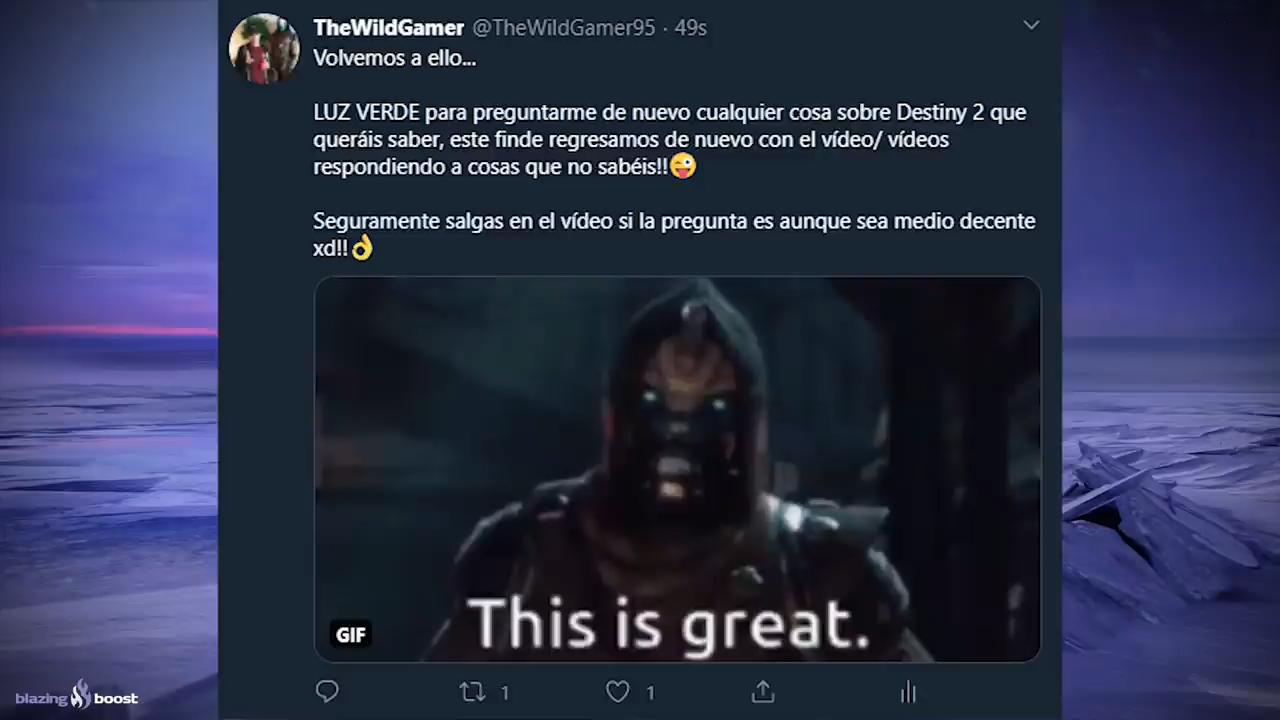 TheWildGamer @TheWildGamer95 · 49s
Volvemos a ello...
LUZ VERDE para preguntarme de nuevo cualquier cosa sobre Destiny 2 que
queráis saber, este finde regresamos de nuevo con el vídeo/ vídeos
respondiendo a cosas que no sabéis!!😜
Seguramente salgas en el vídeo si la pregunta es aunque sea medio decente
xd!!👌
This is great.
GIF
1 1
blazing boost